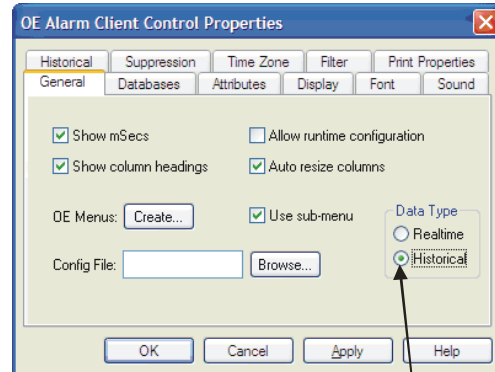 OE Alarm Client Control Properties
Historical Suppression Time Zone Filter Print Properties
General Databases Attributes Display Font Sound
Show mSecs Allow runtime configuration
Show column headings Auto resize columns
OE Menus: Create... Use sub-menu Data Type
Realtime
Config File: Browse... Historical
OK Cancel Apply Help